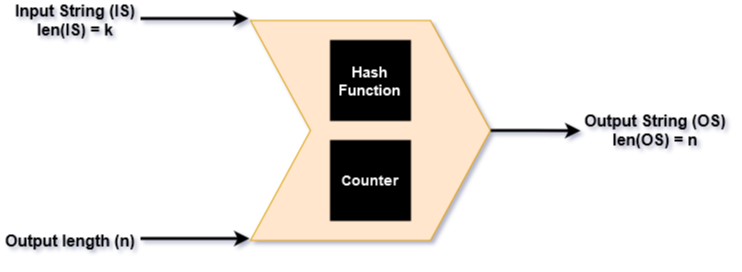 Input String (IS)
len(IS) = k
Hash
Function
Output String (OS)
len(OS) = n
Counter
Output length (n)